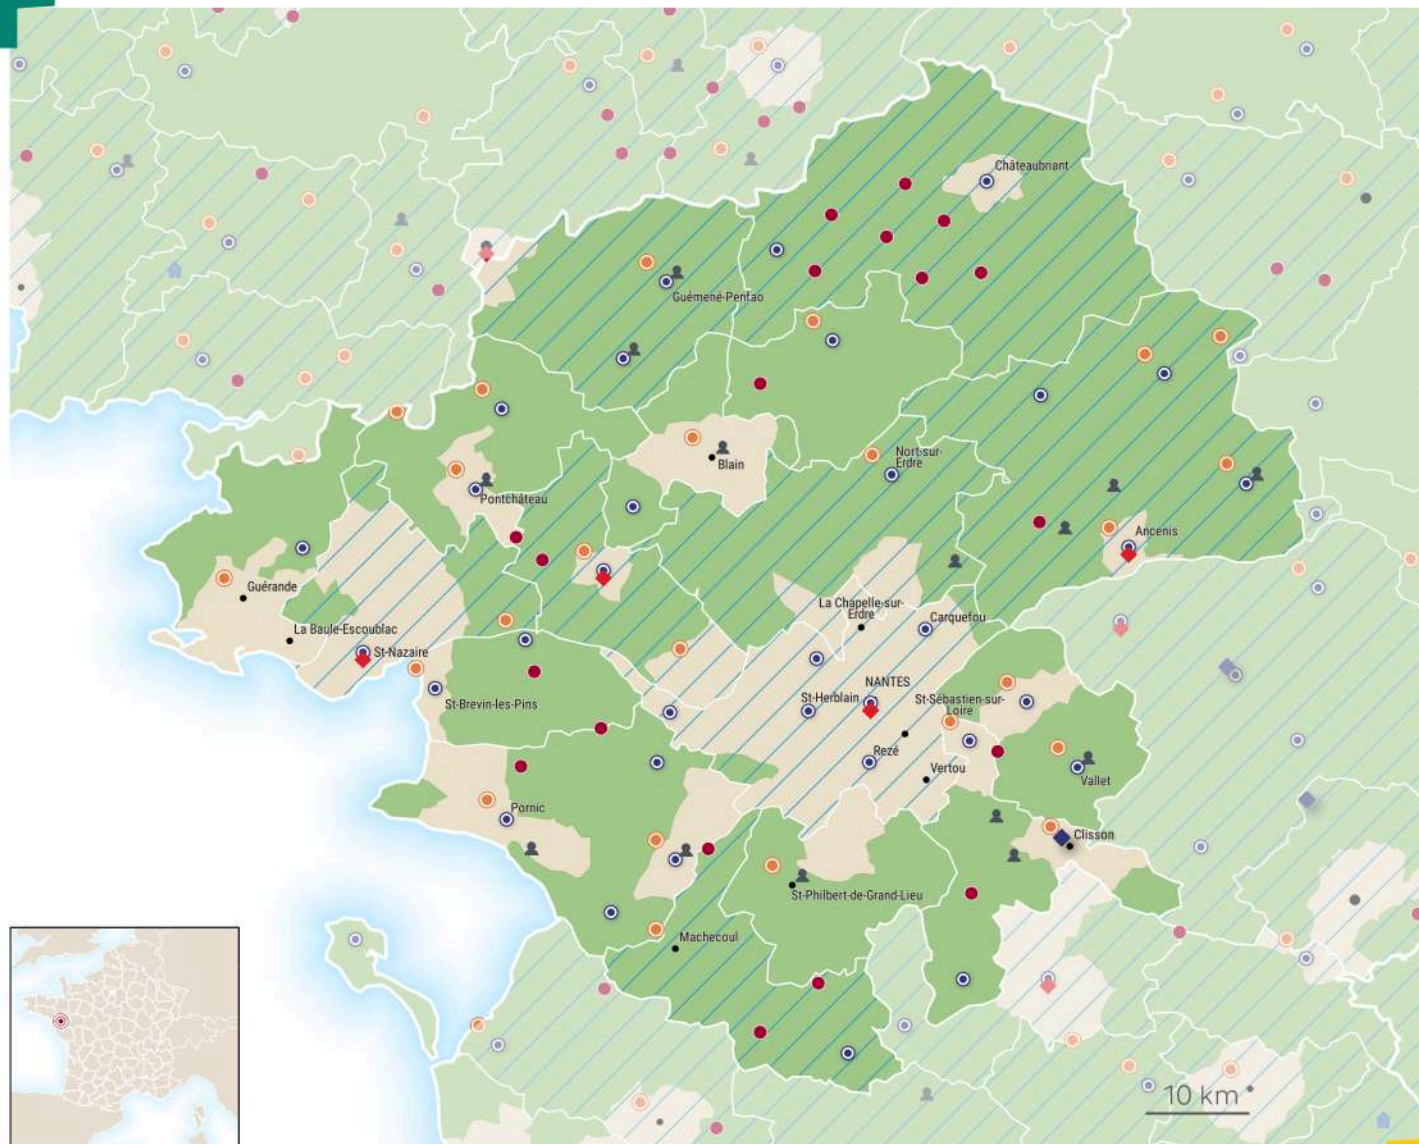 Châteaubriant
Guémené-Penfao
Nort-sur-
Erdre
Blain
Pontchâteau
Ancenis
Guérande
La Chapelle-sur-
Erdre
Carquefou
La Baule-Escoublac
St-Nazaire
NANTES
St-Herblain
St-Sébastien-sur-
Loire
St-Brevin-les-Pins
Rezé
Vertou
Vallet
Pornic
Clisson
St-Philbert-de-Grand-Lieu
Machecoul
10 km